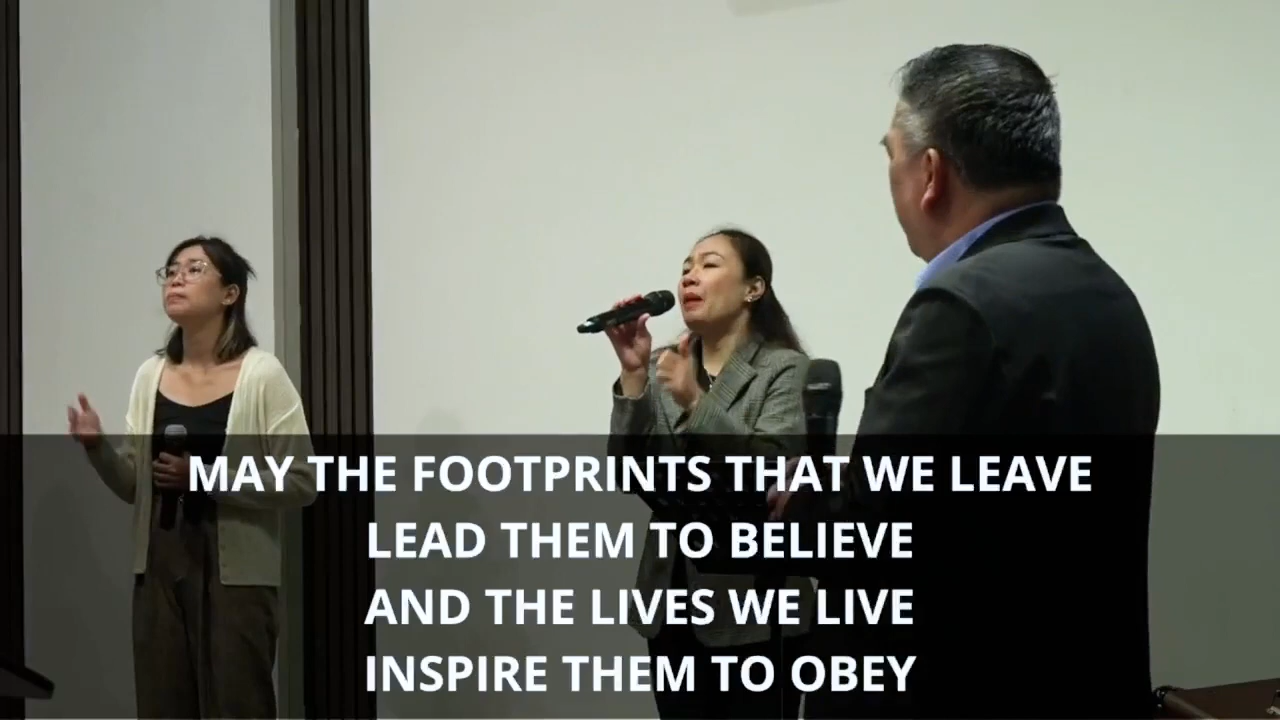 MAY THE FOOTPRINTS THAT WE LEAVE
LEAD THEM TO BELIEVE
AND THE LIVES WE LIVE
INSPIRE THEM TO OBEY